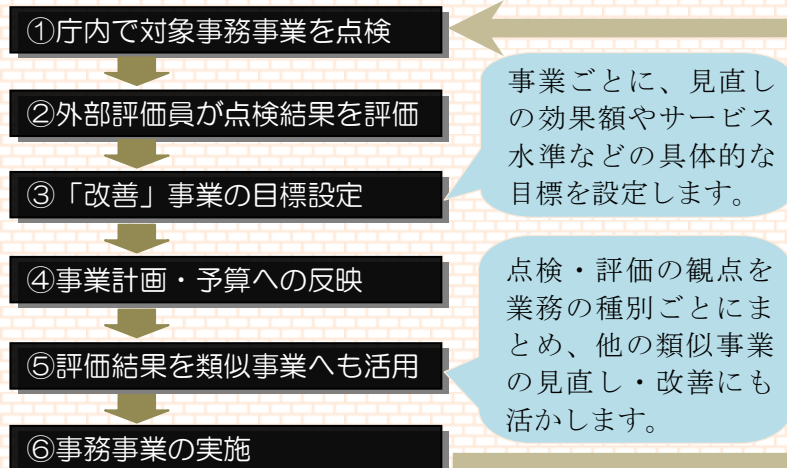 ①庁内で対象事務事業を点検
②外部評価員が点検結果を評価
③「改善」事業の目標設定
事業ごとに、見直し
の効果額やサービス
水準などの具体的な
目標を設定します。
④事業計画・予算への反映
⑤評価結果を類似事業へも活用
点検・評価の観点を
業務の種別ごとにま
とめ、他の類似事業
の見直し・改善にも
活かします。
⑥事務事業の実施